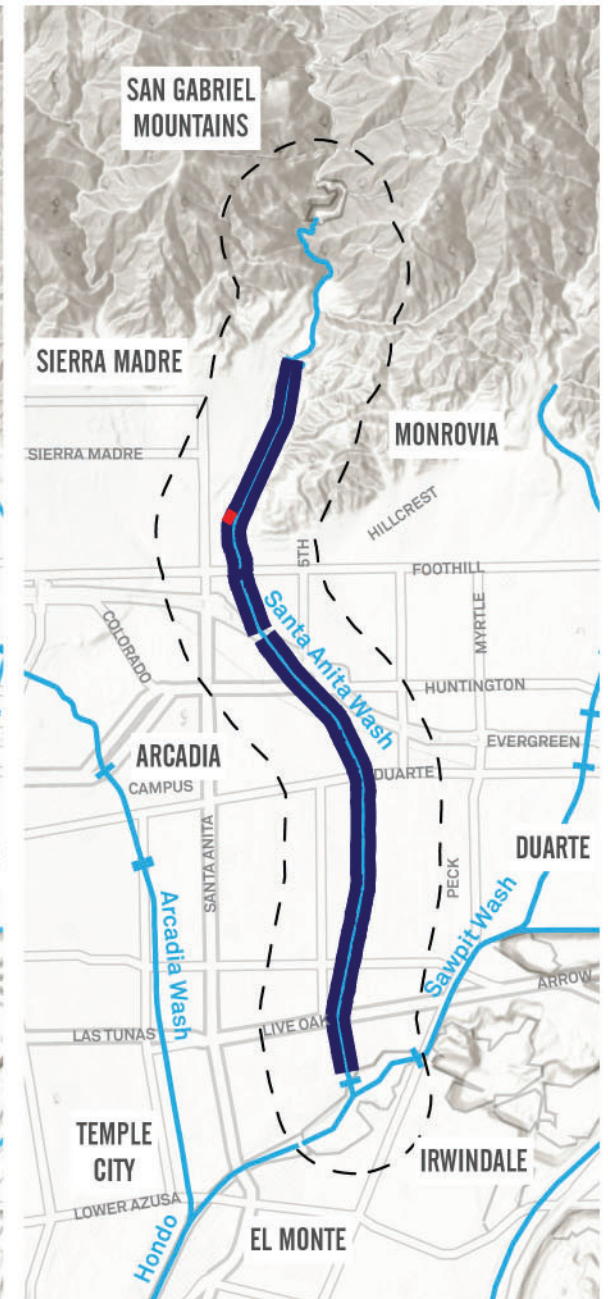 SAN GABRIEL
MOUNTAINS
SIERRA MADRE
MONROVIA
SIERRA MADRE
HILLCREST
5TH
FOOTHILL
Santa Anita Wash
MYRTLE
COLORADO
HUNTINGTON
EVERGREEN
ARCADIA
DUARTE
CAMPUS
SANTA ANITA
DUARTE
PECK
Arcadia Wash
Sawpit Wash
ARROW
LIVE OAK
LAS TUNAS
TEMPLE
CITY
IRWINDALE
LOWER AZUSA
Hondo
EL MONTE